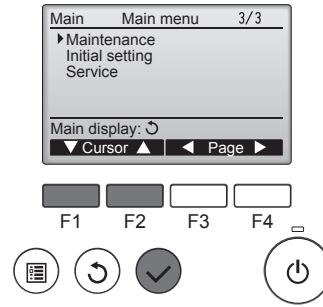 Main Main menu 3/3
Maintenance
Initial setting
Service
Main display:
Cursor Page
F1 F2 F3 F4